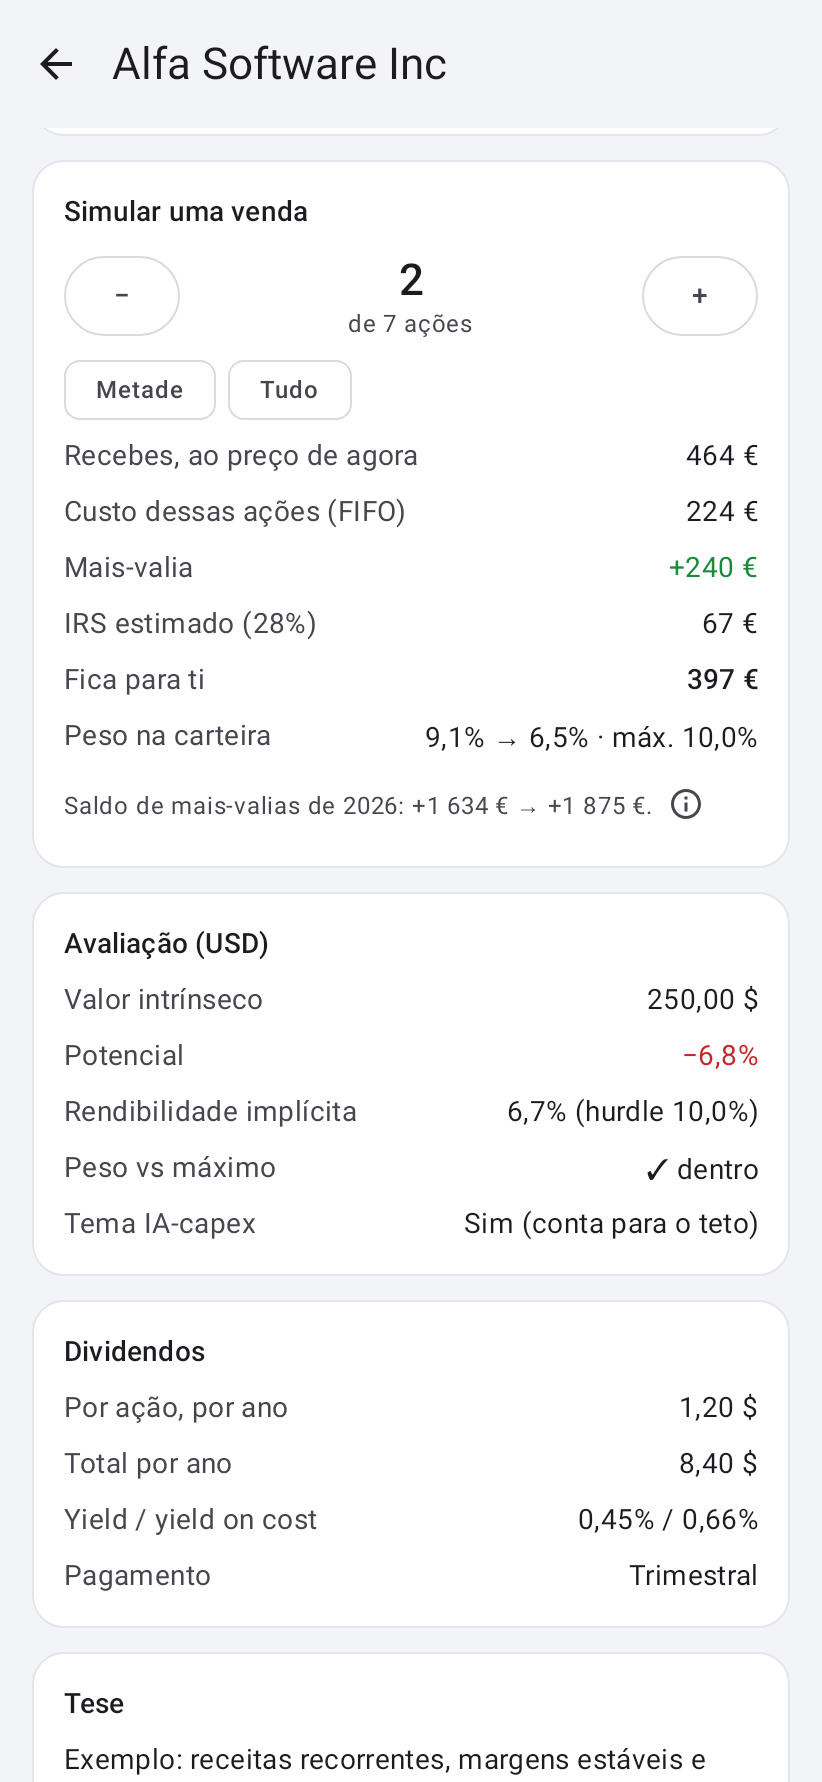 Alfa Software Inc
Simular uma venda
−
2
+
de 7 ações
Metade
Tudo
Recebes, ao preço de agora 464 €
Custo dessas ações (FIFO) 224 €
Mais-valia +240 €
IRS estimado (28%) 67 €
Fica para ti 397 €
Peso na carteira 9,1% → 6,5% · máx. 10,0%
Saldo de mais-valias de 2026: +1 634 € → +1 875 €.
Avaliação (USD)
Valor intrínseco 250,00 $
Potencial −6,8%
Rendibilidade implícita 6,7% (hurdle 10,0%)
Peso vs máximo ✓ dentro
Tema IA-capex Sim (conta para o teto)
Dividendos
Por ação, por ano 1,20 $
Total por ano 8,40 $
Yield / yield on cost 0,45% / 0,66%
Pagamento Trimestral
Tese
Exemplo: receitas recorrentes, margens estáveis e